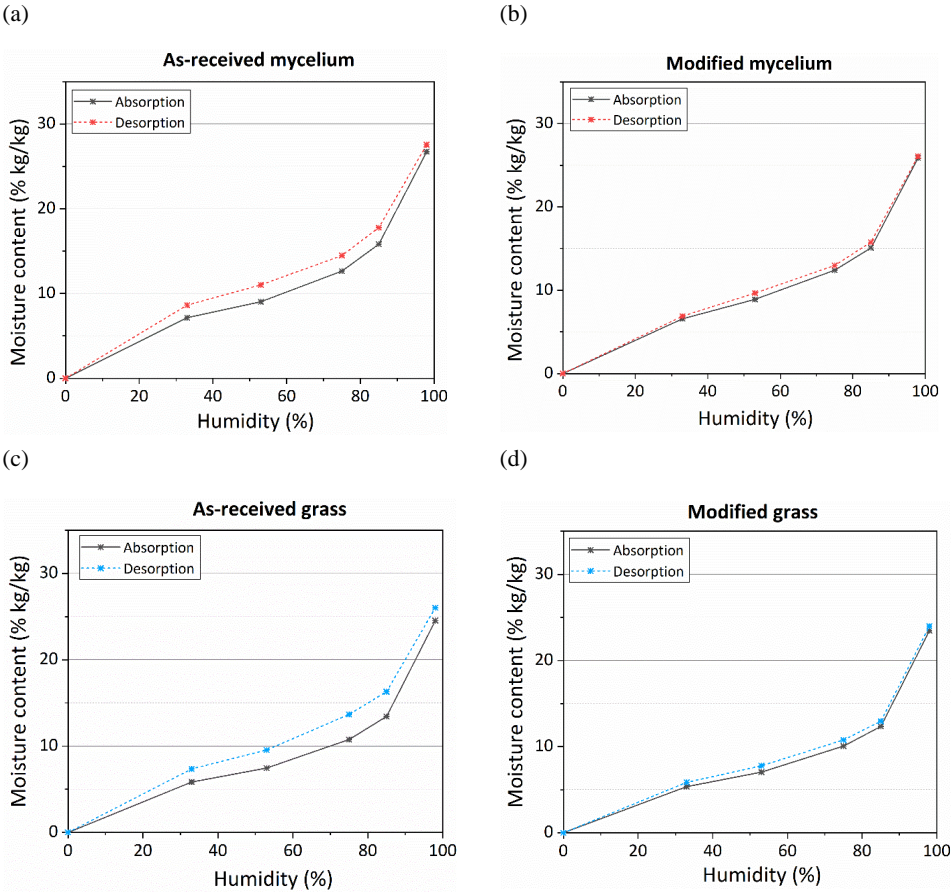 (a)
As-received mycelium
Absorption
Desorption
Moisture content (% kg/kg)
30
20
10
0
0 20 40 60 80 100
Humidity (%)
(b)
Modified mycelium
Absorption
Desorption
Moisture content (% kg/kg)
30
20
10
0
0 20 40 60 80 100
Humidity (%)
(c)
As-received grass
Absorption
Desorption
Moisture content (% kg/kg)
30
20
10
0
0 20 40 60 80 100
Humidity (%)
(d)
Modified grass
Absorption
Desorption
Moisture content (% kg/kg)
30
20
10
0
0 20 40 60 80 100
Humidity (%)